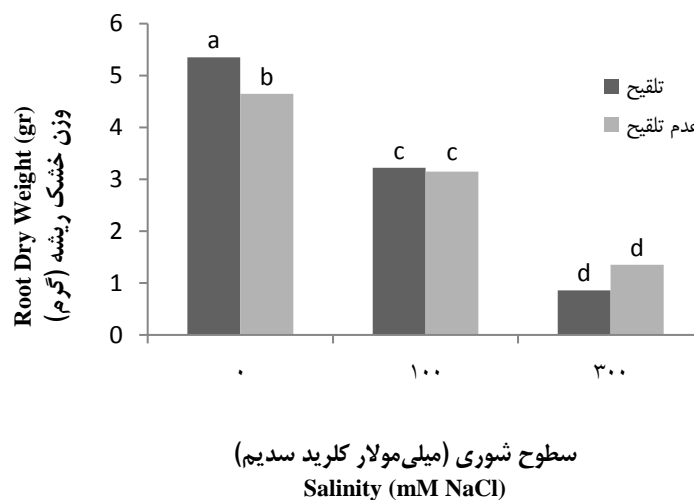 6
5
4
3
2
1
0
Root Dry Weight (gr)
وزن خشک ریشه (گرم)
a
b
c
c
d
d
تلقیح
عدم تلقیح
۰
۱۰۰
۳۰۰
سطوح شوری (میلی‌مولار کلرید سدیم)
Salinity (mM NaCl)